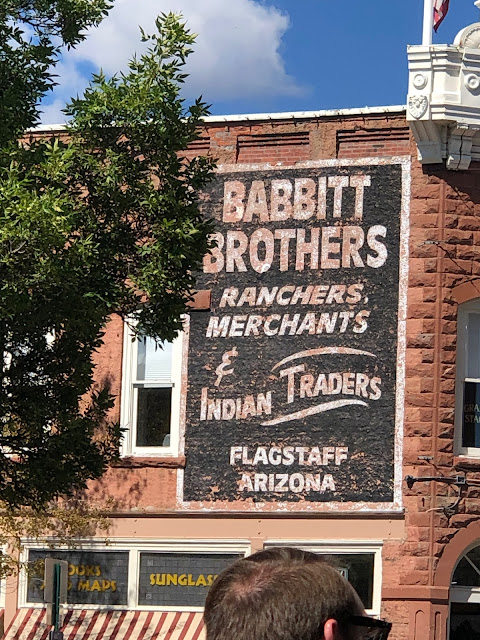 BABBITT
BROTHERS
RANCHERS,
MERCHANTS
& INDIAN TRADERS
FLAGSTAFF
ARIZONA
MAPS